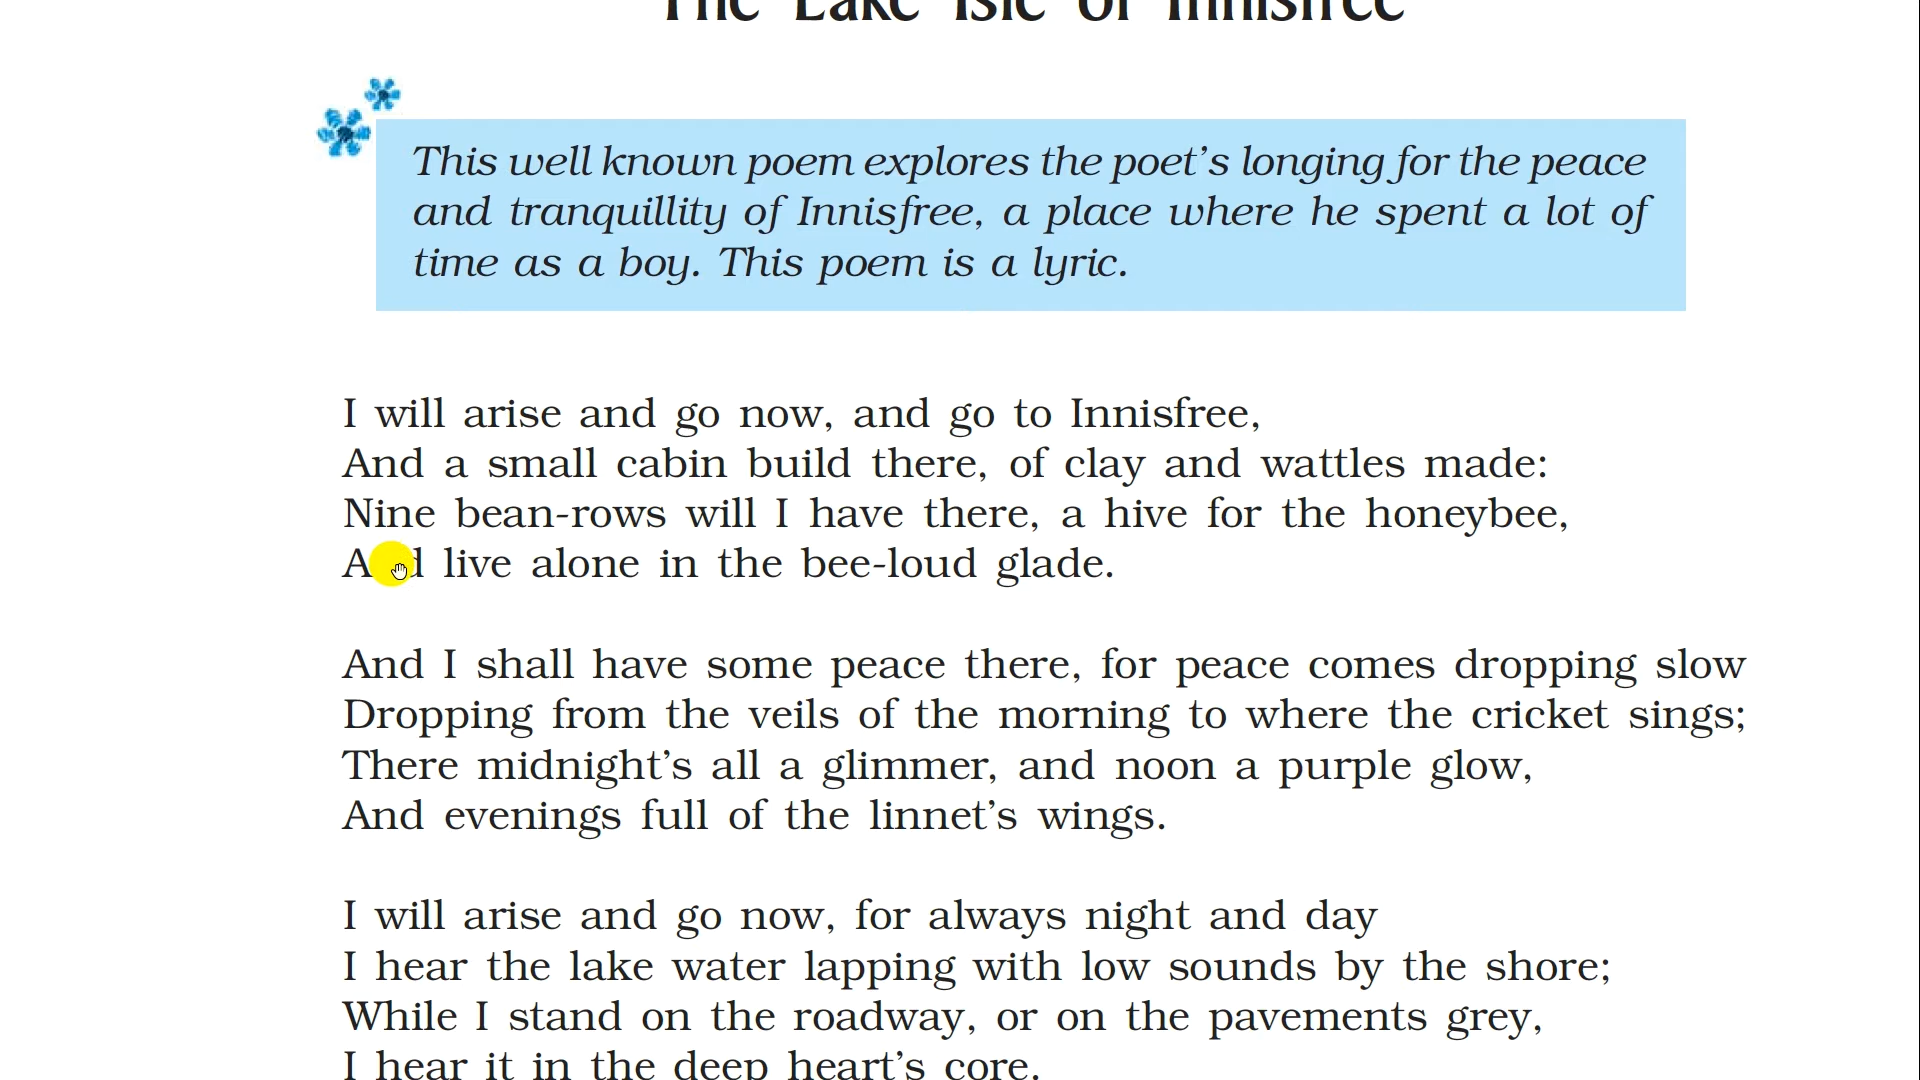 The Lake Isle of Innisfree
This well known poem explores the poet's longing for the peace
and tranquillity of Innisfree, a place where he spent a lot of
time as a boy. This poem is a lyric.
I will arise and go now, and go to Innisfree,
And a small cabin build there, of clay and wattles made:
Nine bean-rows will I have there, a hive for the honeybee,
And live alone in the bee-loud glade.
And I shall have some peace there, for peace comes dropping slow
Dropping from the veils of the morning to where the cricket sings;
There midnight's all a glimmer, and noon a purple glow,
And evenings full of the linnet's wings.
I will arise and go now, for always night and day
I hear the lake water lapping with low sounds by the shore;
While I stand on the roadway, or on the pavements grey,
I hear it in the deep heart's core.